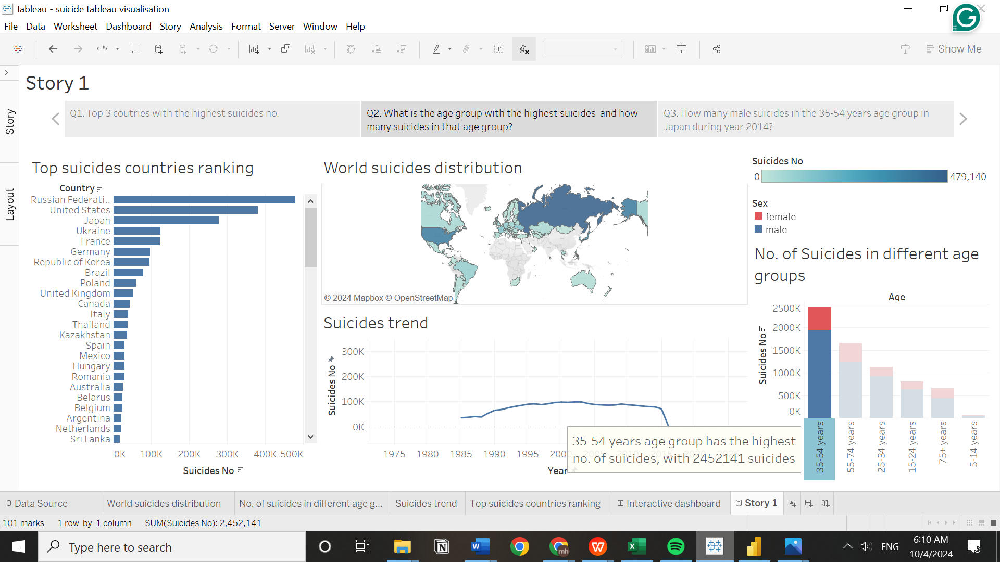 Tableau - suicide tableau visualisation
File Data Worksheet Dashboard Story Analysis Format Server Window Help
Show Me
Story 1
Story
Layout
Q1. Top 3 coutries with the highest suicides no.
Q2. What is the age group with the highest suicides and how
many suicides in that age group?
Q3. How many male suicides in the 35-54 years age group in
Japan during year 2014?
Top suicides countries ranking
Country
Russian Federati..
United States
Japan
Ukraine
France
Germany
Republic of Korea
Brazil
Poland
United Kingdom
Canada
Italy
Thailand
Kazakhstan
Spain
Mexico
Hungary
Romania
Australia
Belarus
Belgium
Argentina
Netherlands
Sri Lanka
0K 100K 200K 300K 400K 500K
Suicides No
World suicides distribution
© 2024 Mapbox © OpenStreetMap
Suicides trend
Suicides No
300K
200K
100K
0K
1975 1980 1985 1990 1995 2000 2005 2010 2015 2020 2025
Year
35-54 years age group has the highest
no. of suicides, with 2452141 suicides
Suicides No
0 479,140
Sex
female
male
No. of Suicides in different age
groups
Age
Suicides No
2500K
2000K
1500K
1000K
500K
0K
35-54 years
55-74 years
25-34 years
15-24 years
75+ years
5-14 years
Data Source World suicides distribution No. of suicides in different age g... Suicides trend Top suicides countries ranking Interactive dashboard Story 1
101 marks 1 row by 1 column SUM(Suicides No): 2,452,141
Type here to search
mh
ENG
6:10 AM
10/4/2024